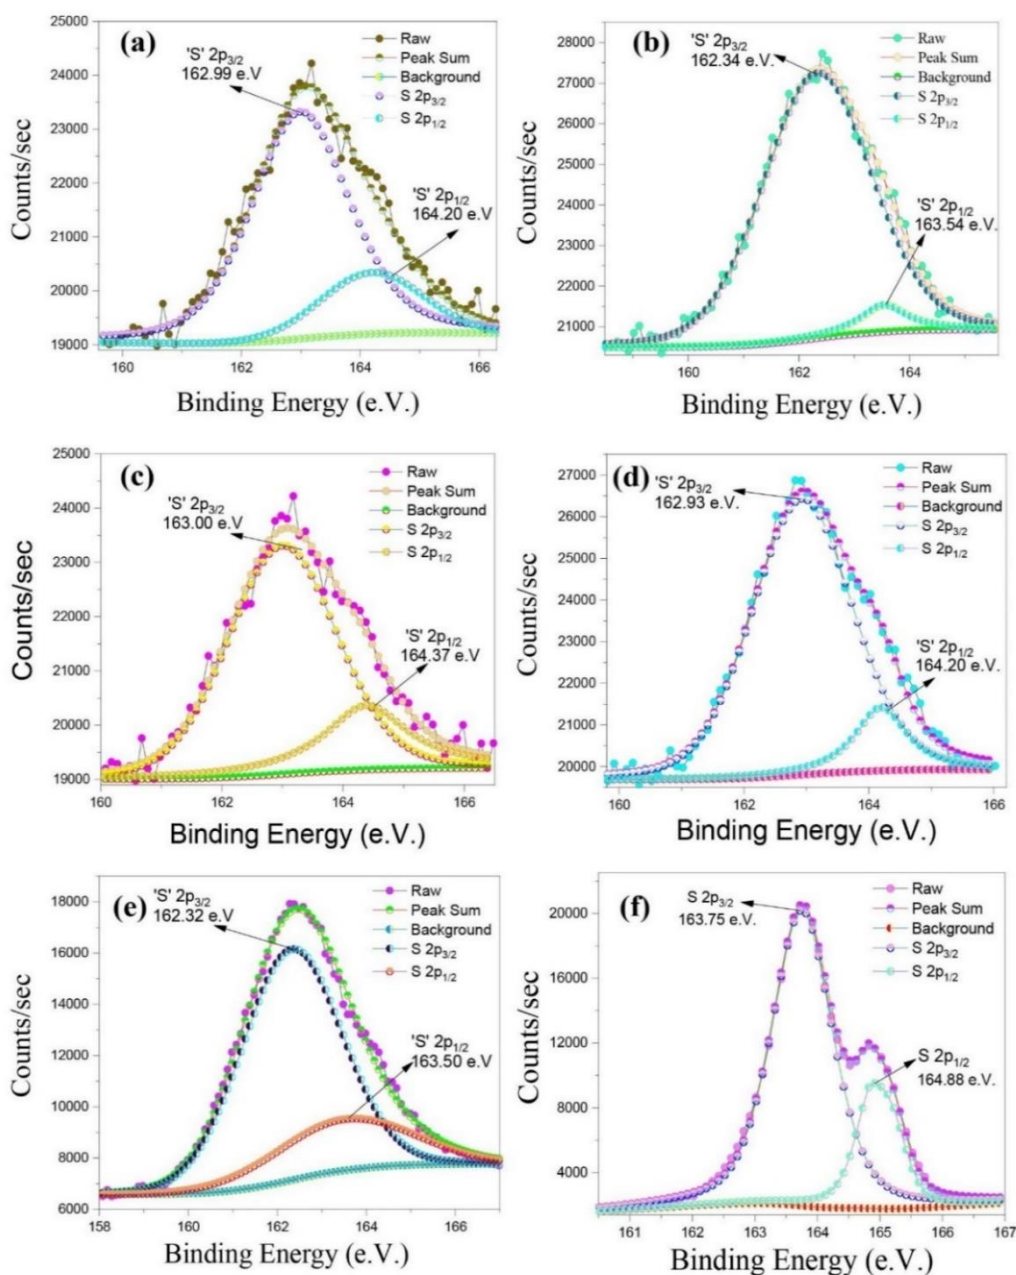 (a)
Raw
Peak Sum
Background
S 2p3/2
S 2p1/2
'S' 2p3/2
162.99 e.V
'S' 2p1/2
164.20 e.V
Counts/sec
25000
24000
23000
22000
21000
20000
19000
160
162
164
166
Binding Energy (e.V.)
(b)
Raw
Peak Sum
Background
S 2p3/2
S 2p1/2
'S' 2p3/2
162.34 e.V.
'S' 2p1/2
163.54 e.V.
Counts/sec
28000
27000
26000
25000
24000
23000
22000
21000
160
162
164
Binding Energy (e.V.)
(c)
Raw
Peak Sum
Background
S 2p3/2
S 2p1/2
'S' 2p3/2
163.00 e.V
'S' 2p1/2
164.37 e.V
Counts/sec
25000
24000
23000
22000
21000
20000
19000
160
162
164
166
Binding Energy (e.V.)
(d)
Raw
Peak Sum
Background
S 2p3/2
S 2p1/2
'S' 2p3/2
162.93 e.V.
'S' 2p1/2
164.20 e.V.
Counts/sec
27000
26000
25000
24000
23000
22000
21000
20000
160
162
164
166
Binding Energy (e.V.)
(e)
Raw
Peak Sum
Background
S 2p3/2
S 2p1/2
'S' 2p3/2
162.32 e.V
'S' 2p1/2
163.50 e.V
Counts/sec
18000
16000
14000
12000
10000
8000
6000
158
160
162
164
166
Binding Energy (e.V.)
(f)
Raw
Peak Sum
Background
S 2p3/2
S 2p1/2
S 2p3/2
163.75 e.V.
S 2p1/2
164.88 e.V.
Counts/sec
20000
16000
12000
8000
4000
161
162
163
164
165
166
167
Binding Energy (e.V.)